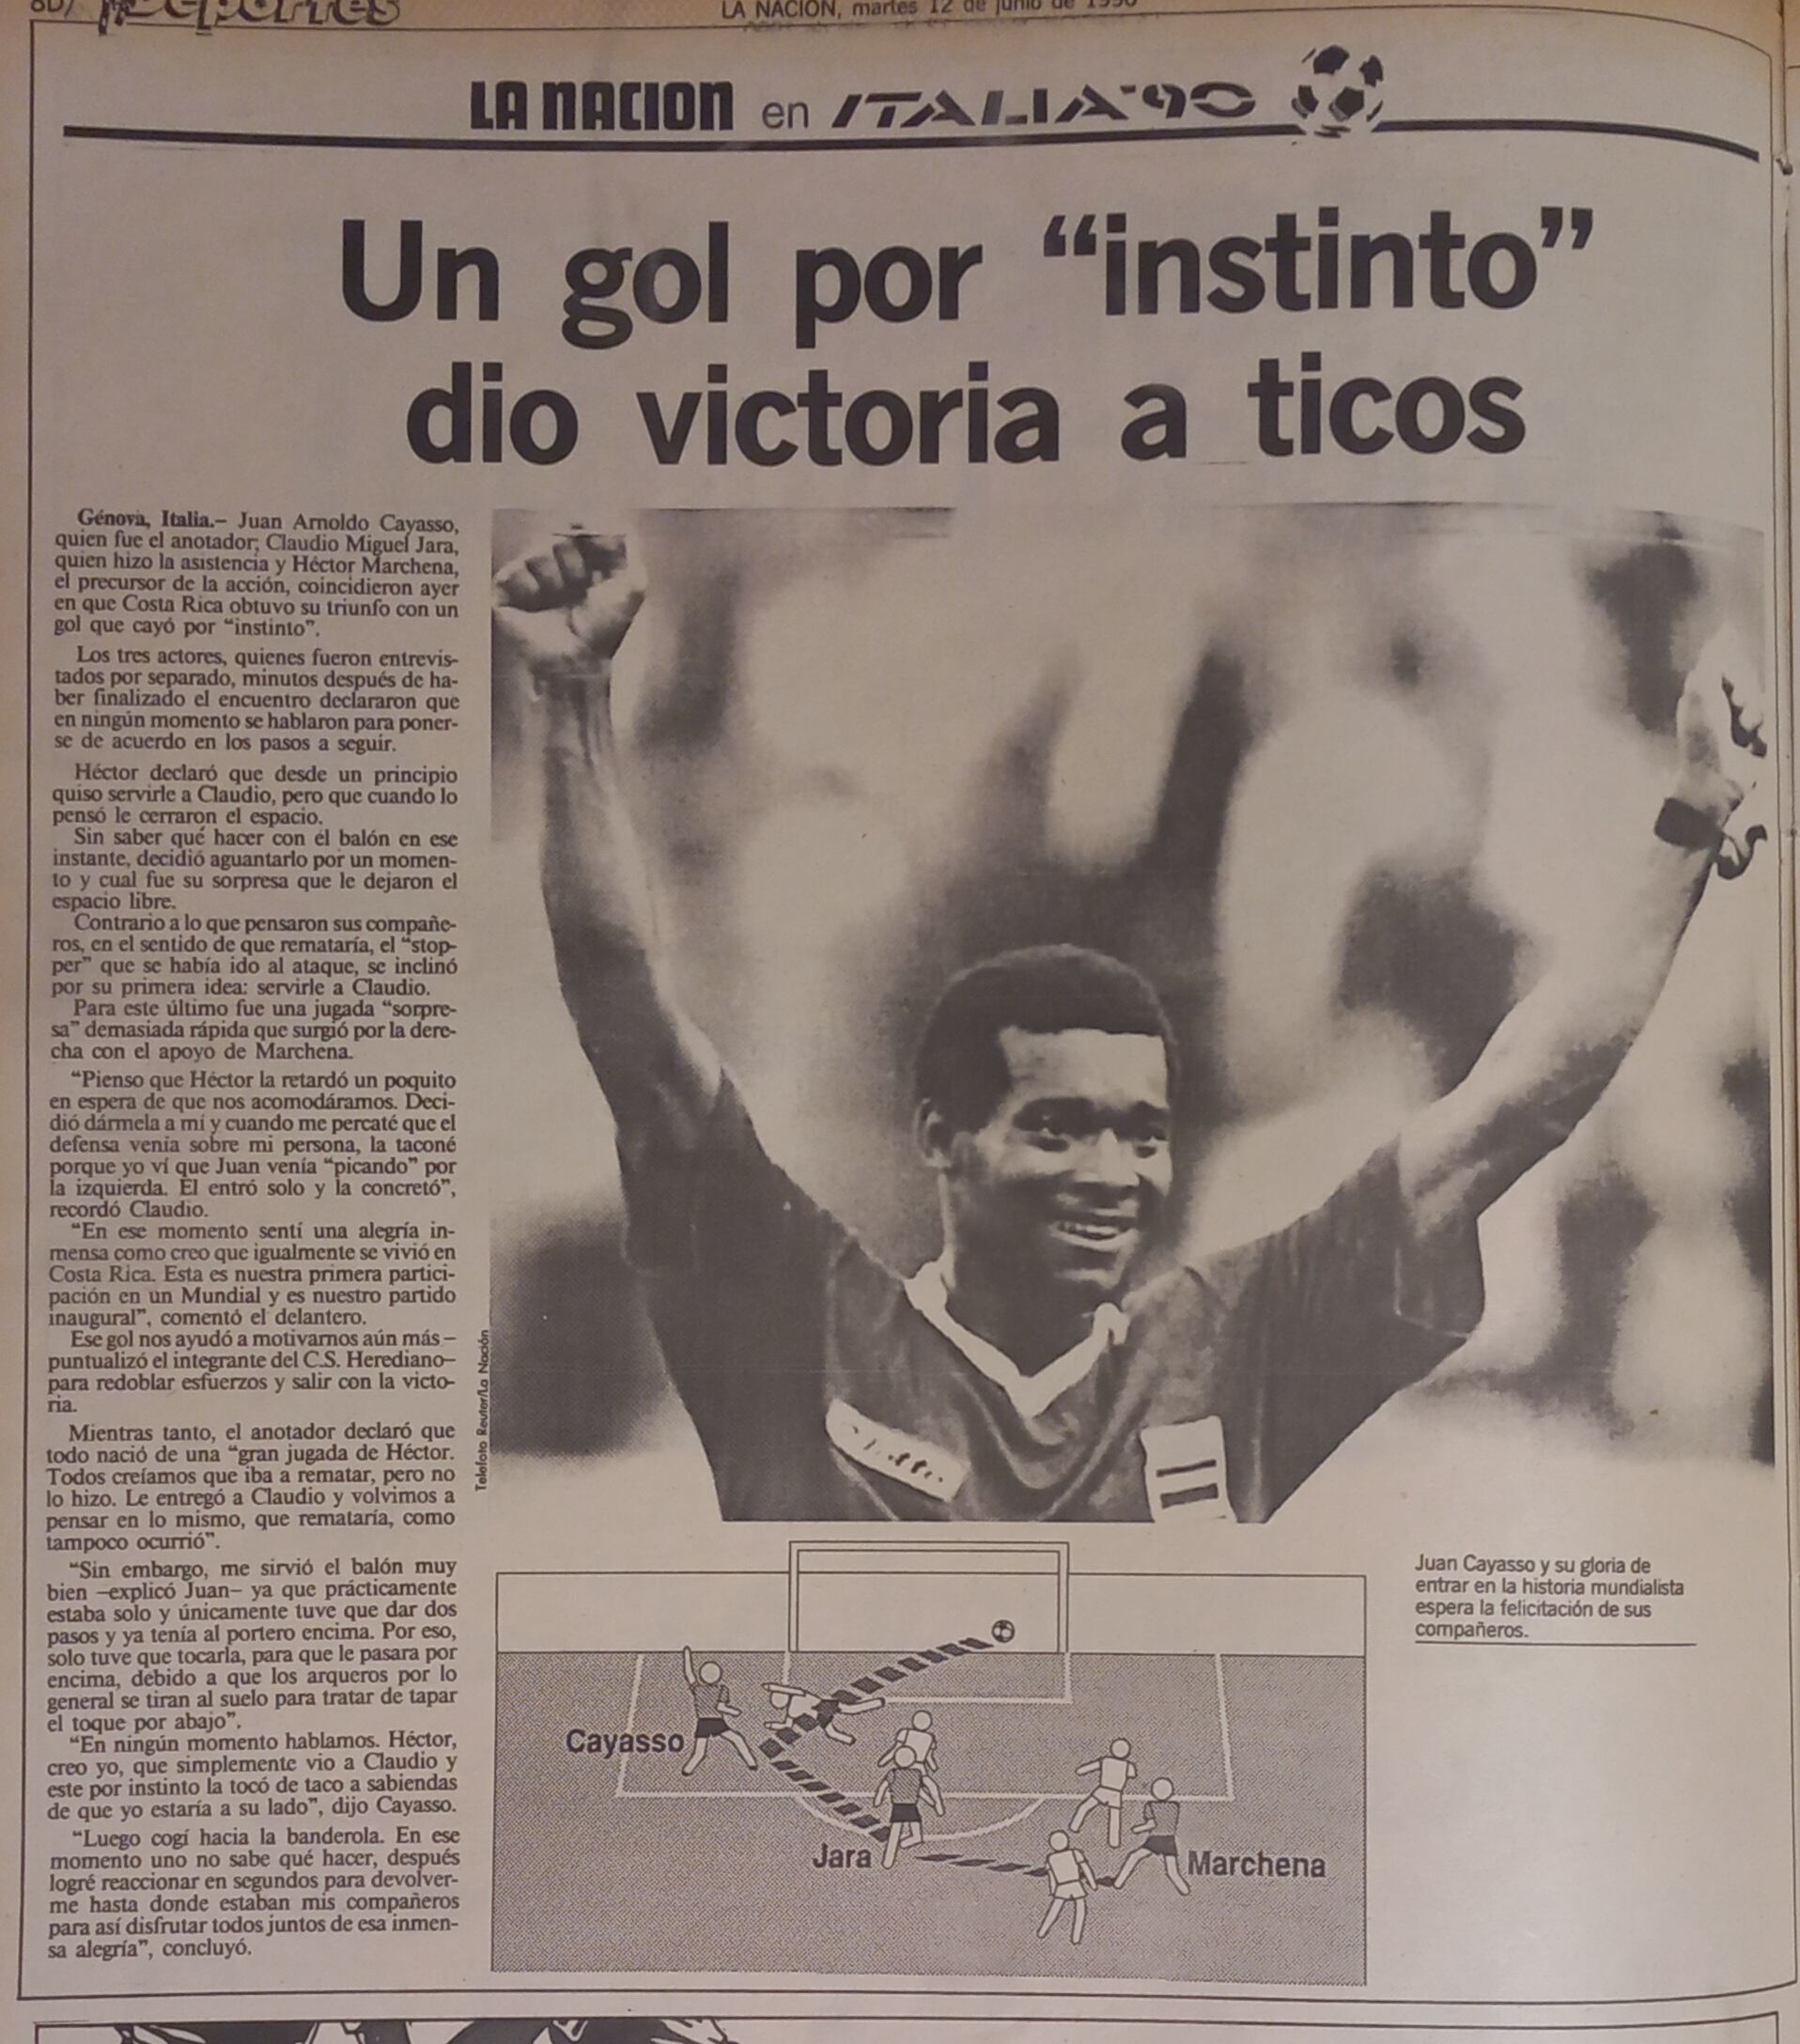 8D/ Deportes
LA NACION, martes 12 de junio de 1990
LA NACION en ITALIA'90
Un gol por “instinto”
dio victoria a ticos
Génova, Italia.– Juan Arnoldo Cayasso,
quien fue el anotador; Claudio Miguel Jara,
quien hizo la asistencia y Héctor Marchena,
el precursor de la acción, coincidieron ayer
en que Costa Rica obtuvo su triunfo con un
gol que cayó por “instinto”.
Los tres actores, quienes fueron entrevis-
tados por separado, minutos después de ha-
ber finalizado el encuentro declararon que
en ningún momento se hablaron para poner-
se de acuerdo en los pasos a seguir.
Héctor declaró que desde un principio
quiso servirle a Claudio, pero que cuando lo
pensó le cerraron el espacio.
Sin saber qué hacer con él balón en ese
instante, decidió aguantarlo por un momen-
to y cual fue su sorpresa que le dejaron el
espacio libre.
Contrario a lo que pensaron sus compañe-
ros, en el sentido de que remataría, el “stop-
per” que se había ido al ataque, se inclinó
por su primera idea: servirle a Claudio.
Para este último fue una jugada “sorpre-
sa” demasiada rápida que surgió por la dere-
cha con el apoyo de Marchena.
“Pienso que Héctor la retardó un poquito
en espera de que nos acomodáramos. Deci-
dió dármela a mí y cuando me percaté que el
defensa venía sobre mi persona, la taconé
porque yo ví que Juan venía “picando” por
la izquierda. El entró solo y la concretó”,
recordó Claudio.
“En ese momento sentí una alegría in-
mensa como creo que igualmente se vivió en
Costa Rica. Esta es nuestra primera partici-
pación en un Mundial y es nuestro partido
inaugural”, comentó el delantero.
Ese gol nos ayudó a motivarnos aún más –
puntualizó el integrante del C.S. Herediano–
para redoblar esfuerzos y salir con la victo-
ria.
Mientras tanto, el anotador declaró que
todo nació de una “gran jugada de Héctor.
Todos creíamos que iba a rematar, pero no
lo hizo. Le entregó a Claudio y volvimos a
pensar en lo mismo, que remataría, como
tampoco ocurrió”.
“Sin embargo, me sirvió el balón muy
bien –explicó Juan– ya que prácticamente
estaba solo y únicamente tuve que dar dos
pasos y ya tenía al portero encima. Por eso,
solo tuve que tocarla, para que le pasara por
encima, debido a que los arqueros por lo
general se tiran al suelo para tratar de tapar
el toque por abajo”.
“En ningún momento hablamos. Héctor,
creo yo, que simplemente vio a Claudio y
este por instinto la tocó de taco a sabiendas
de que yo estaría a su lado”, dijo Cayasso.
“Luego cogí hacia la banderola. En ese
momento uno no sabe qué hacer, después
logré reaccionar en segundos para devolver-
me hasta donde estaban mis compañeros
para así disfrutar todos juntos de esa inmen-
sa alegría”, concluyó.
Telefoto Reuter/La Nación
Juan Cayasso y su gloria de
entrar en la historia mundialista
espera la felicitación de sus
compañeros.
Cayasso
Jara
Marchena